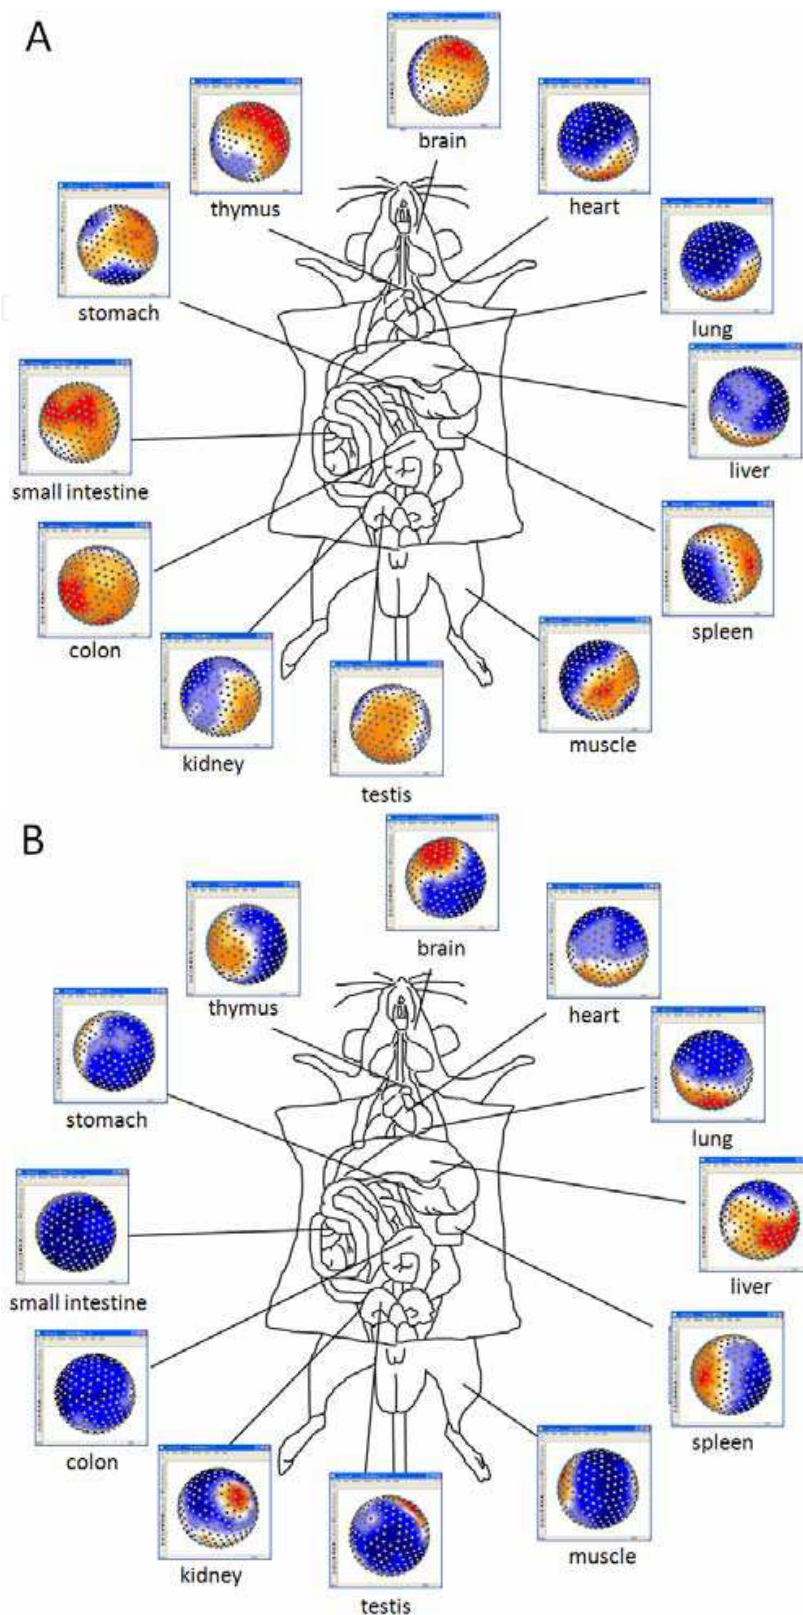 A
brain
thymus
heart
stomach
lung
small intestine
liver
colon
spleen
kidney
testis
muscle
B
brain
thymus
heart
stomach
lung
small intestine
liver
colon
spleen
kidney
testis
muscle